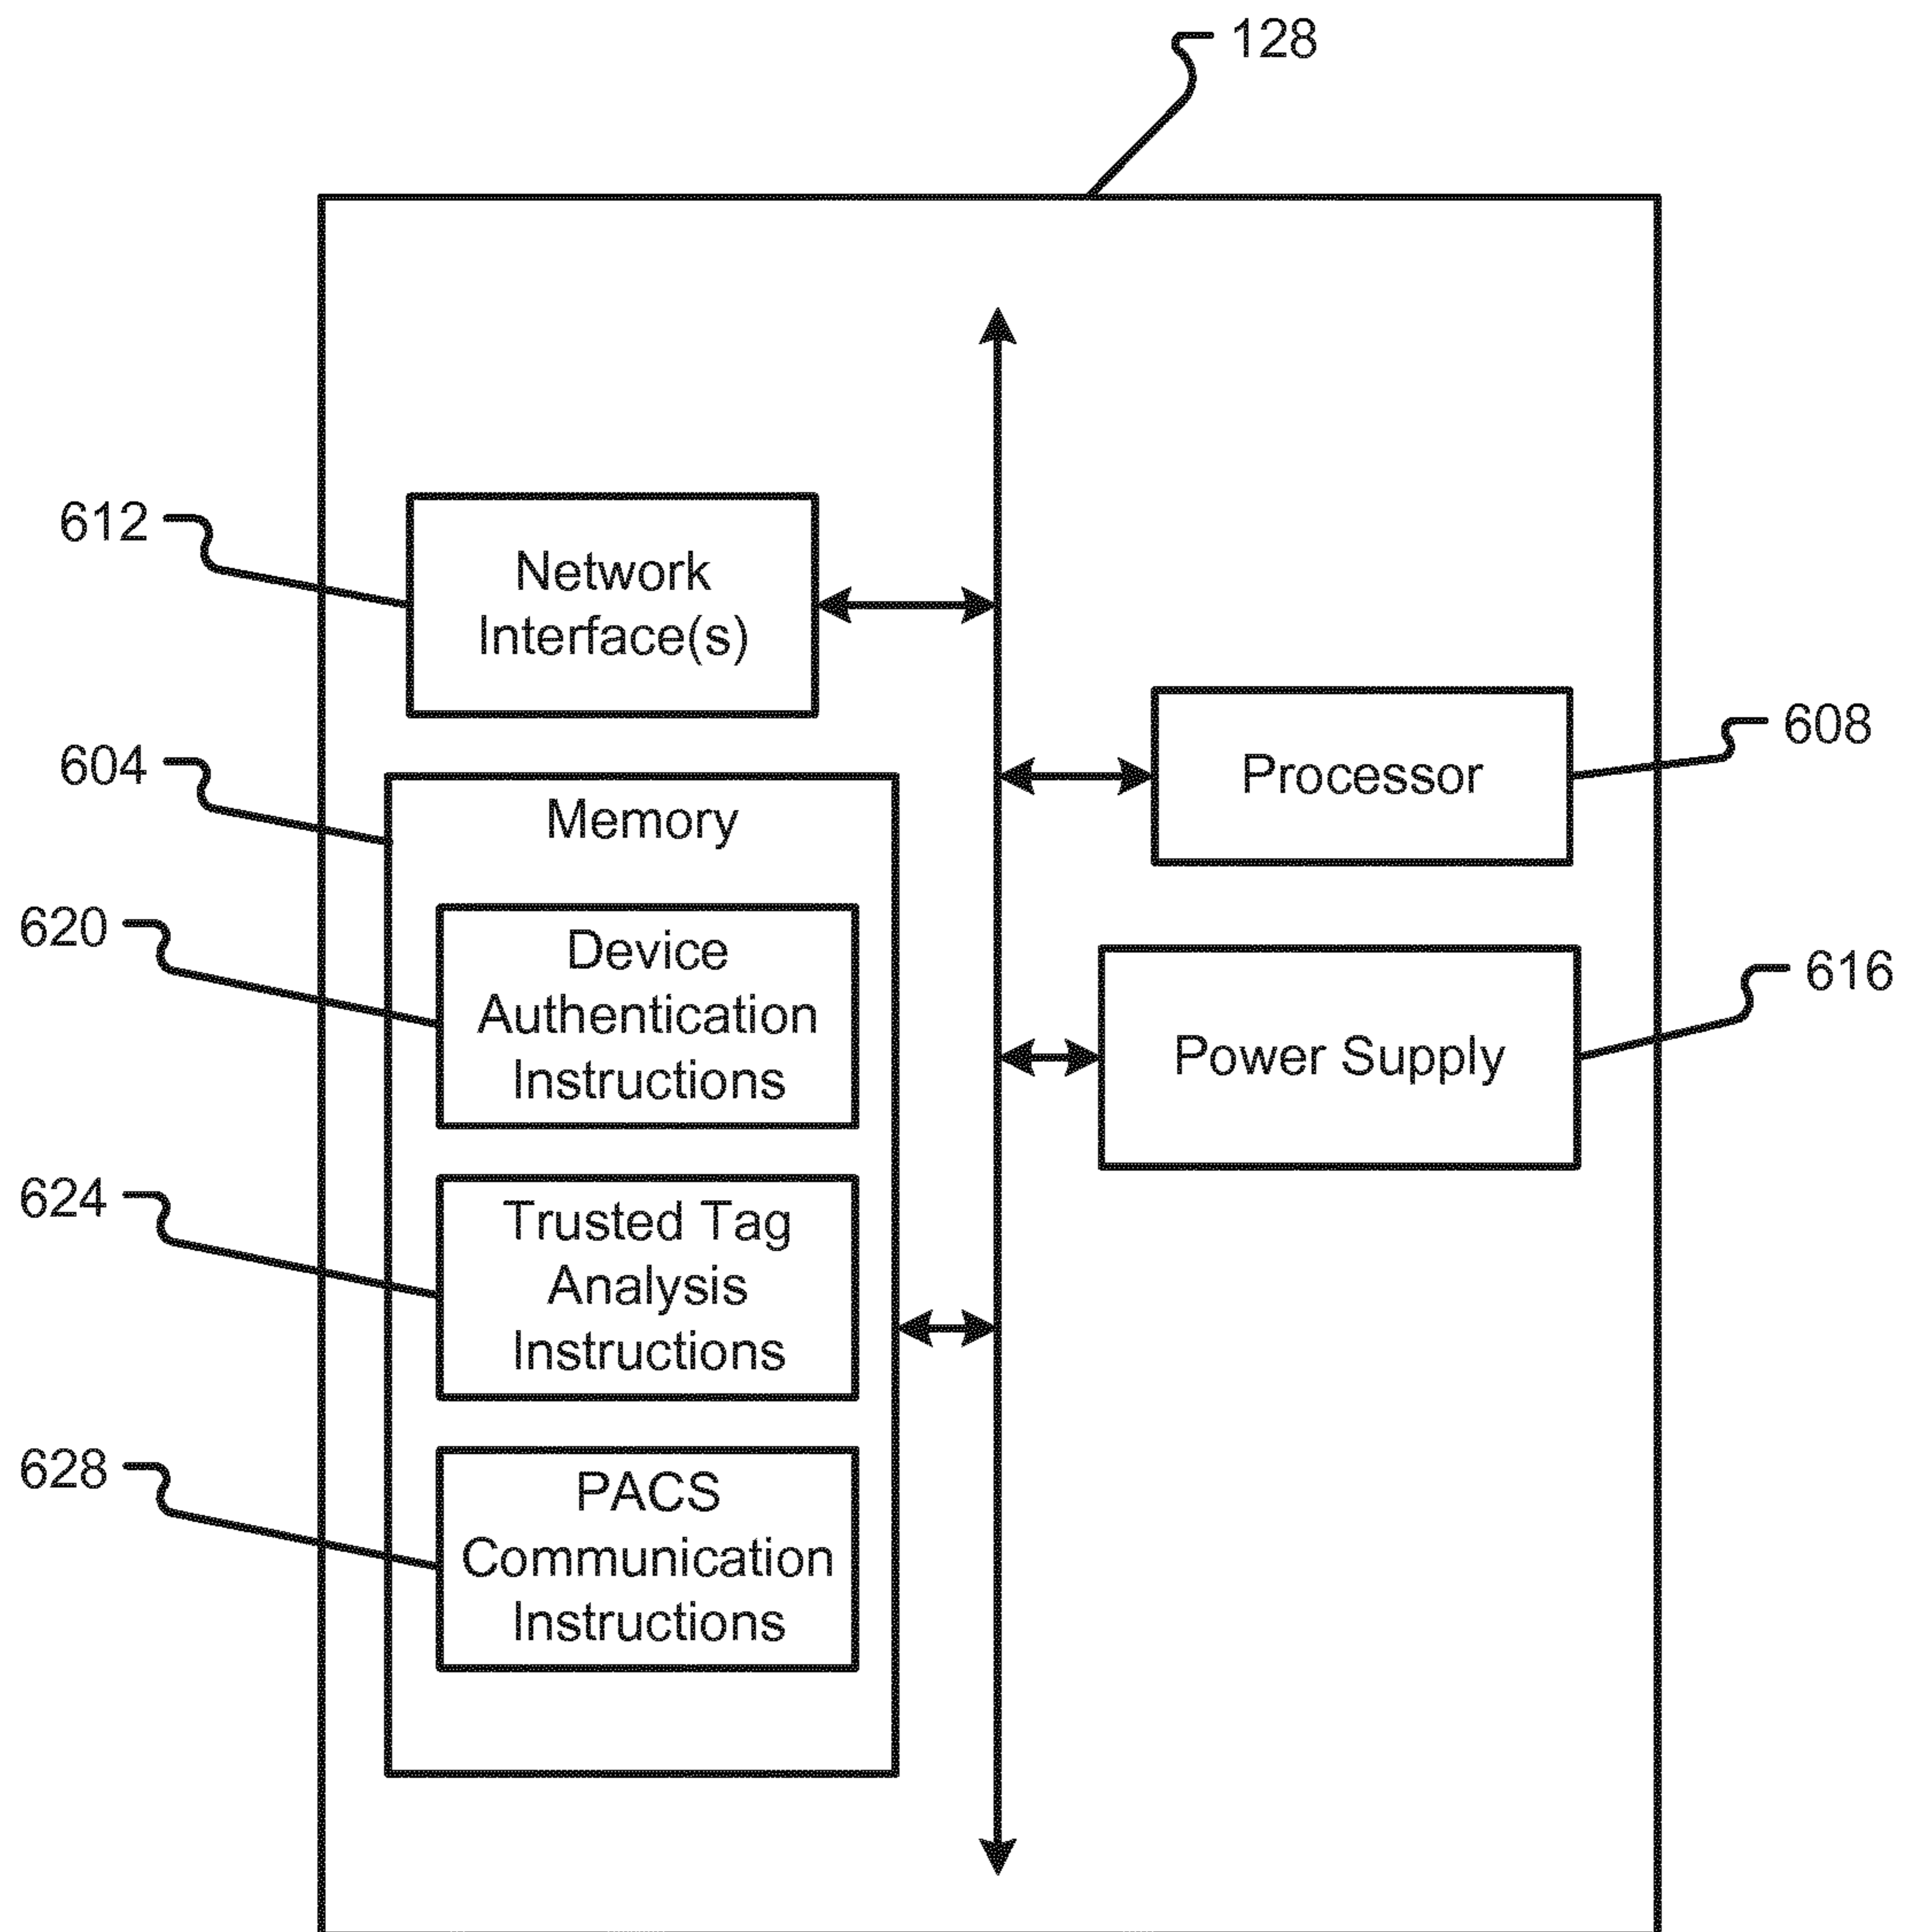 128
612
Network
Interface(s)
608
Processor
604
Memory
620
Device
Authentication
Instructions
616
Power Supply
624
Trusted Tag
Analysis
Instructions
628
PACS
Communication
Instructions